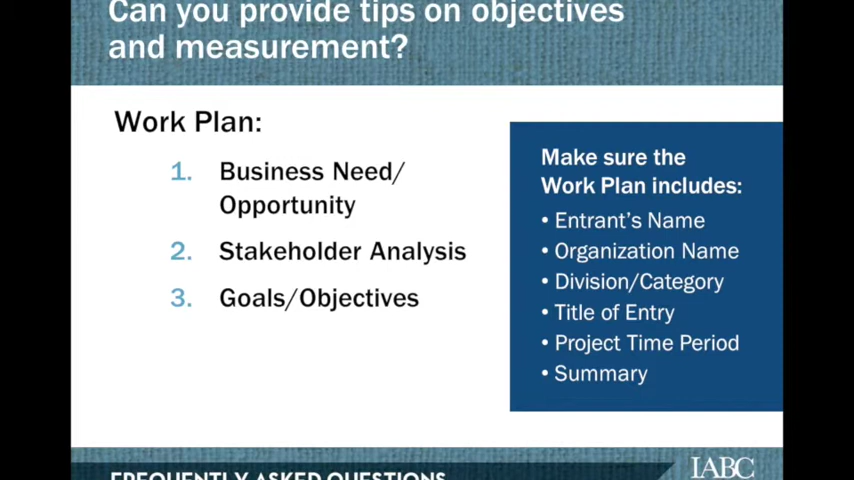 Can you provide tips on objectives
and measurement?
Work Plan:
1. Business Need/
Opportunity
2. Stakeholder Analysis
3. Goals/Objectives
Make sure the
Work Plan includes:
• Entrant's Name
• Organization Name
• Division/Category
• Title of Entry
• Project Time Period
• Summary
FREQUENTLY ASKED QUESTIONS
IABC